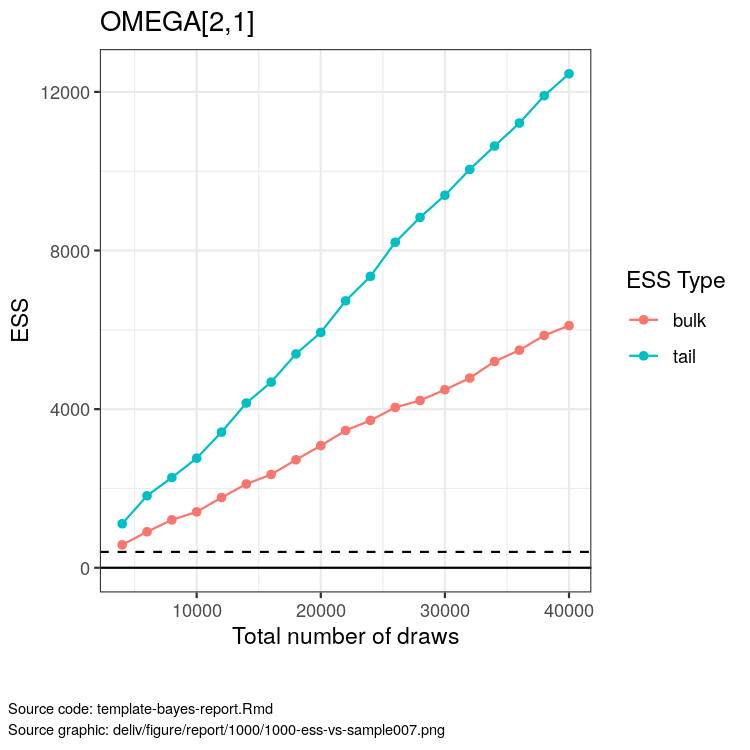 OMEGA[2,1]
12000
8000
4000
0
ESS
10000 20000 30000 40000
Total number of draws
ESS Type
bulk
tail
Source code: template-bayes-report.Rmd
Source graphic: deliv/figure/report/1000/1000-ess-vs-sample007.png